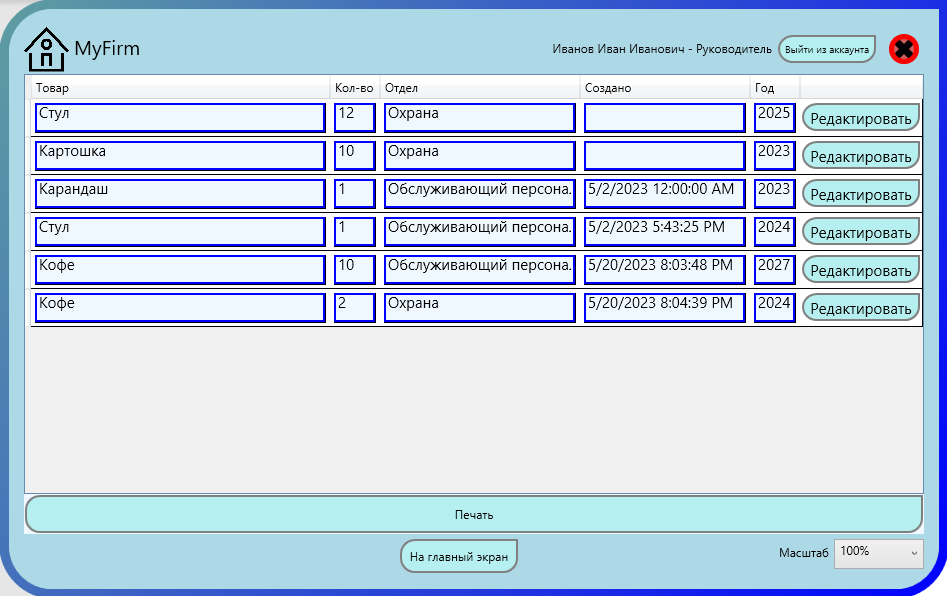 MyFirm
Иванов Иван Иванович - Руководитель Выйти из аккаунта
Товар Кол-во Отдел Создано Год
Стул 12 Охрана 2025 Редактировать
Картошка 10 Охрана 2023 Редактировать
Карандаш 1 Обслуживающий персона. 5/2/2023 12:00:00 AM 2023 Редактировать
Стул 1 Обслуживающий персона. 5/2/2023 5:43:25 PM 2024 Редактировать
Кофе 10 Обслуживающий персона. 5/20/2023 8:03:48 PM 2027 Редактировать
Кофе 2 Охрана 5/20/2023 8:04:39 PM 2024 Редактировать
Печать
На главный экран
Масштаб 100%